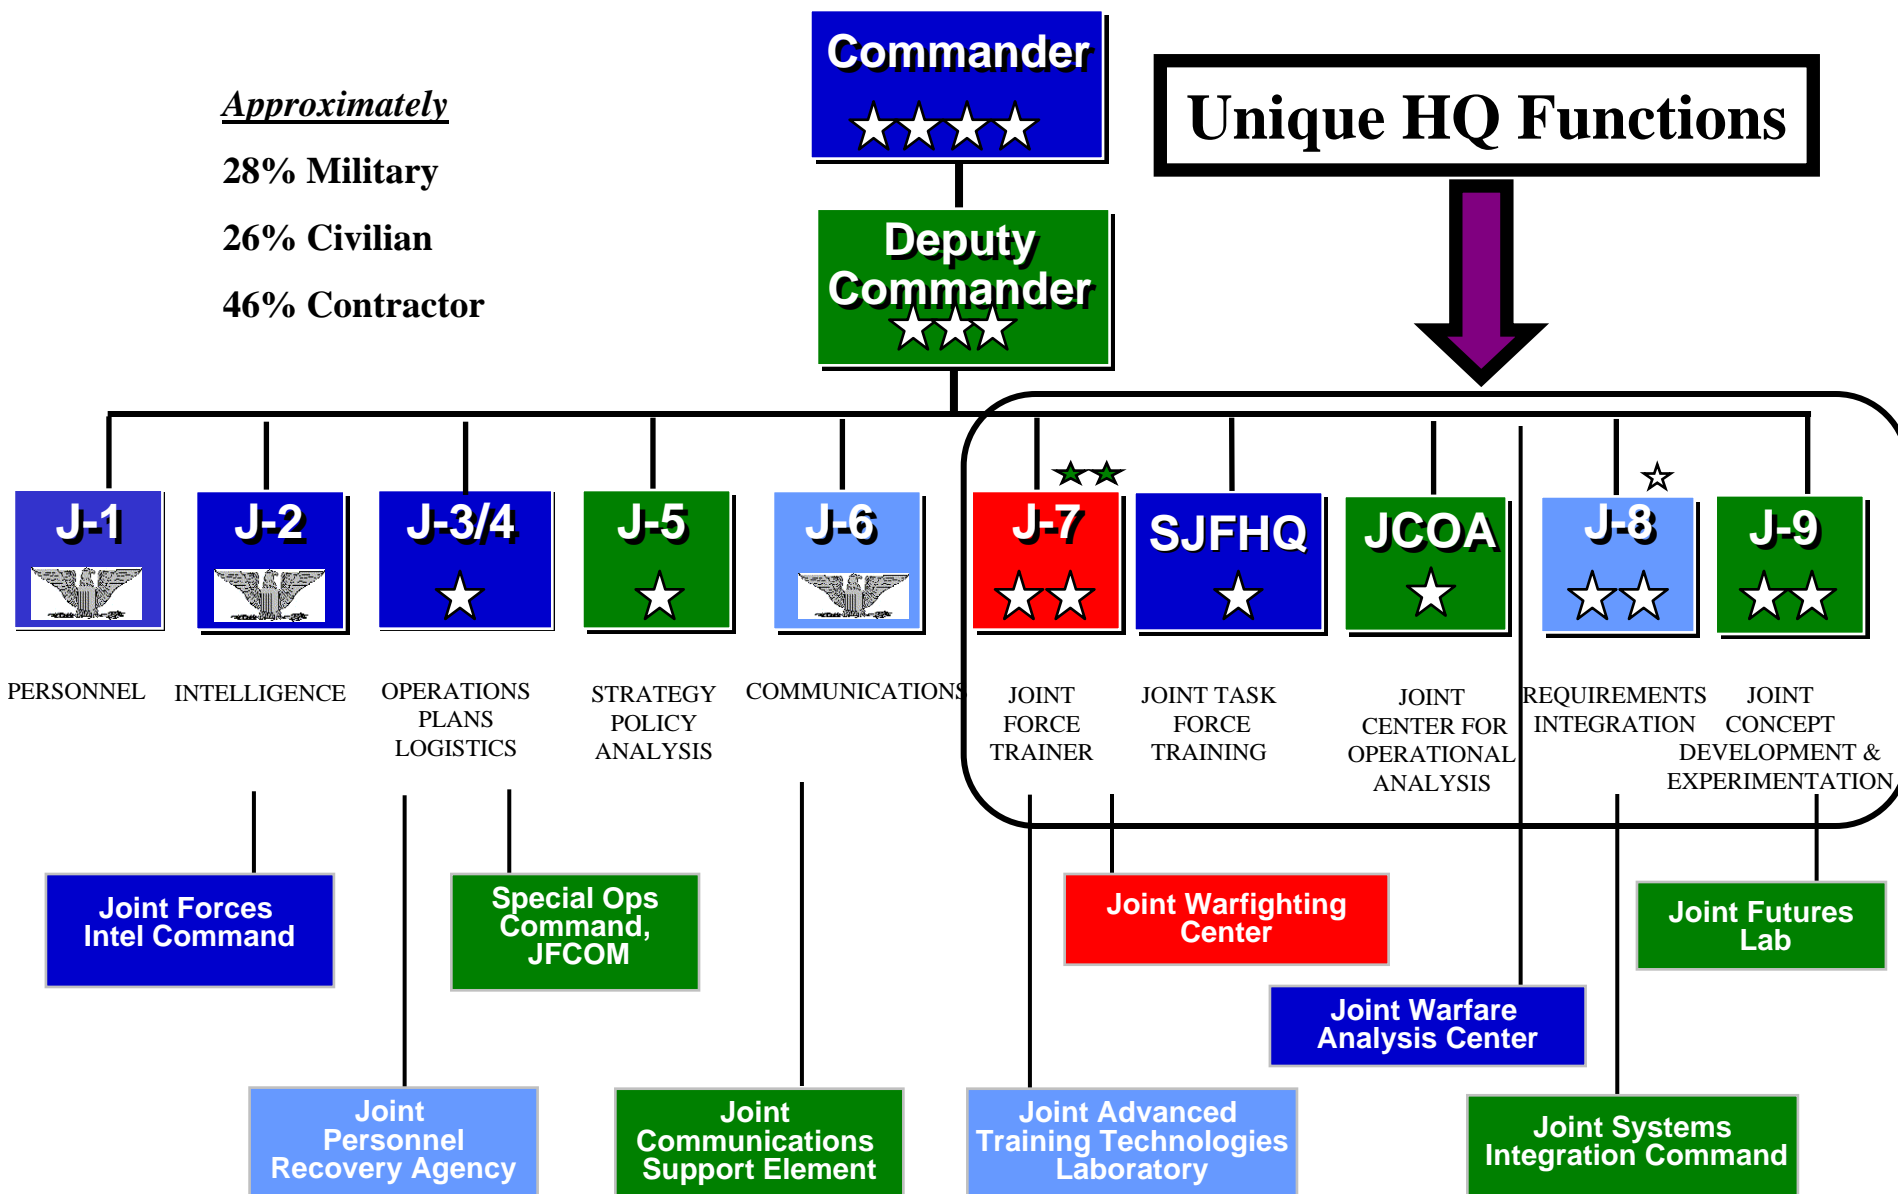 Commander
Unique HQ Functions
Approximately
28% Military
26% Civilian
46% Contractor
Deputy
Commander
J-1
J-2
J-3/4
J-5
J-6
J-7
SJFHQ
JCOA
J-8
J-9
PERSONNEL
INTELLIGENCE
OPERATIONS
PLANS
LOGISTICS
STRATEGY
POLICY
ANALYSIS
COMMUNICATIONS
JOINT
FORCE
TRAINER
JOINT TASK
FORCE
TRAINING
JOINT
CENTER FOR
OPERATIONAL
ANALYSIS
REQUIREMENTS
INTEGRATION
JOINT
CONCEPT
DEVELOPMENT &
EXPERIMENTATION
Joint Forces
Intel Command
Special Ops
Command,
JFCOM
Joint Warfighting
Center
Joint Futures
Lab
Joint Warfare
Analysis Center
Joint
Personnel
Recovery Agency
Joint
Communications
Support Element
Joint Advanced
Training Technologies
Laboratory
Joint Systems
Integration Command